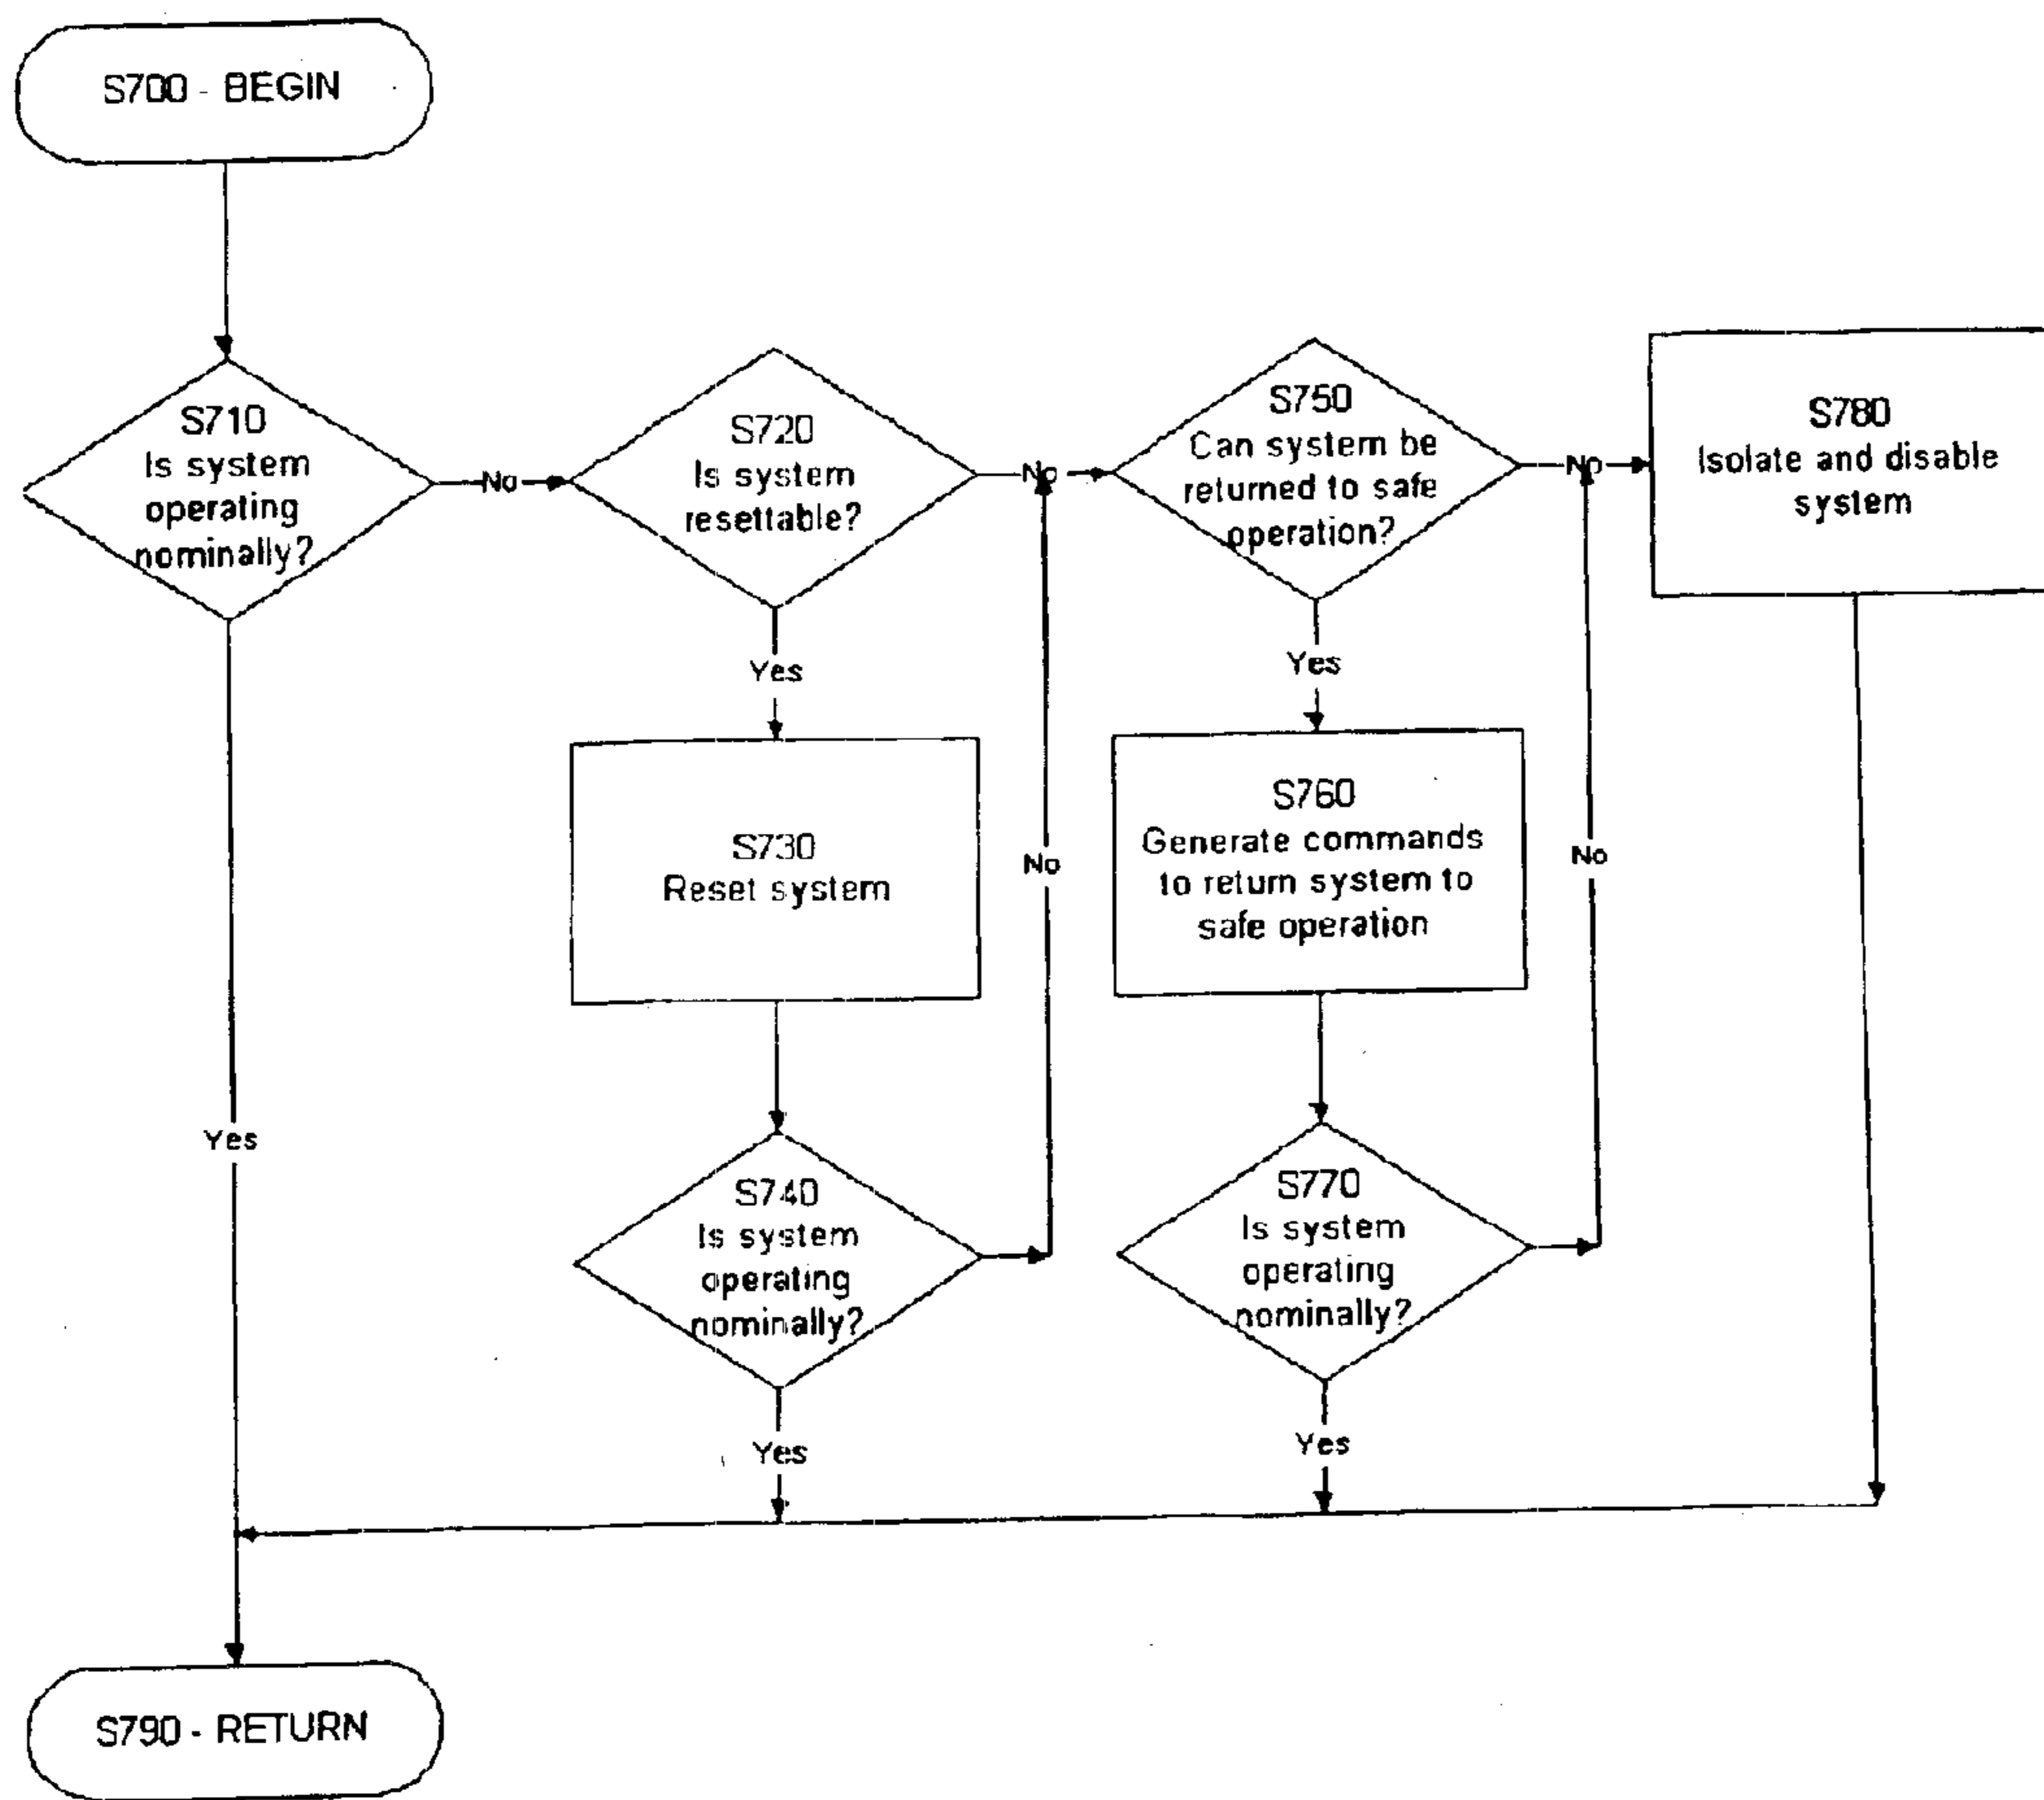 S700 - BEGIN
S710
Is system
operating
nominally?
No
S720
Is system
resettable?
No
S750
Can system be
returned to safe
operation?
No
S780
Isolate and disable
system
Yes
Yes
S730
Reset system
No
S760
Generate commands
to return system to
safe operation
No
Yes
S740
Is system
operating
nominally?
S770
Is system
operating
nominally?
Yes
Yes
S790 - RETURN